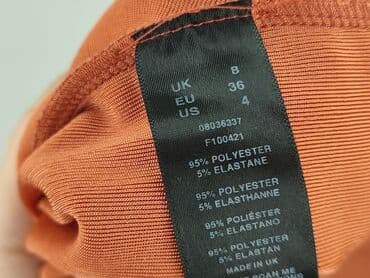 UK 8
EU 36
US 4
08036337
F100421
95% POLYESTER
5% ELASTANE
95% POLYESTER
5% ELASTHANNE
95% POLIÉSTER
5% ELASTANO
95% POLYESTER
5% ELASTAN
MADE IN UK